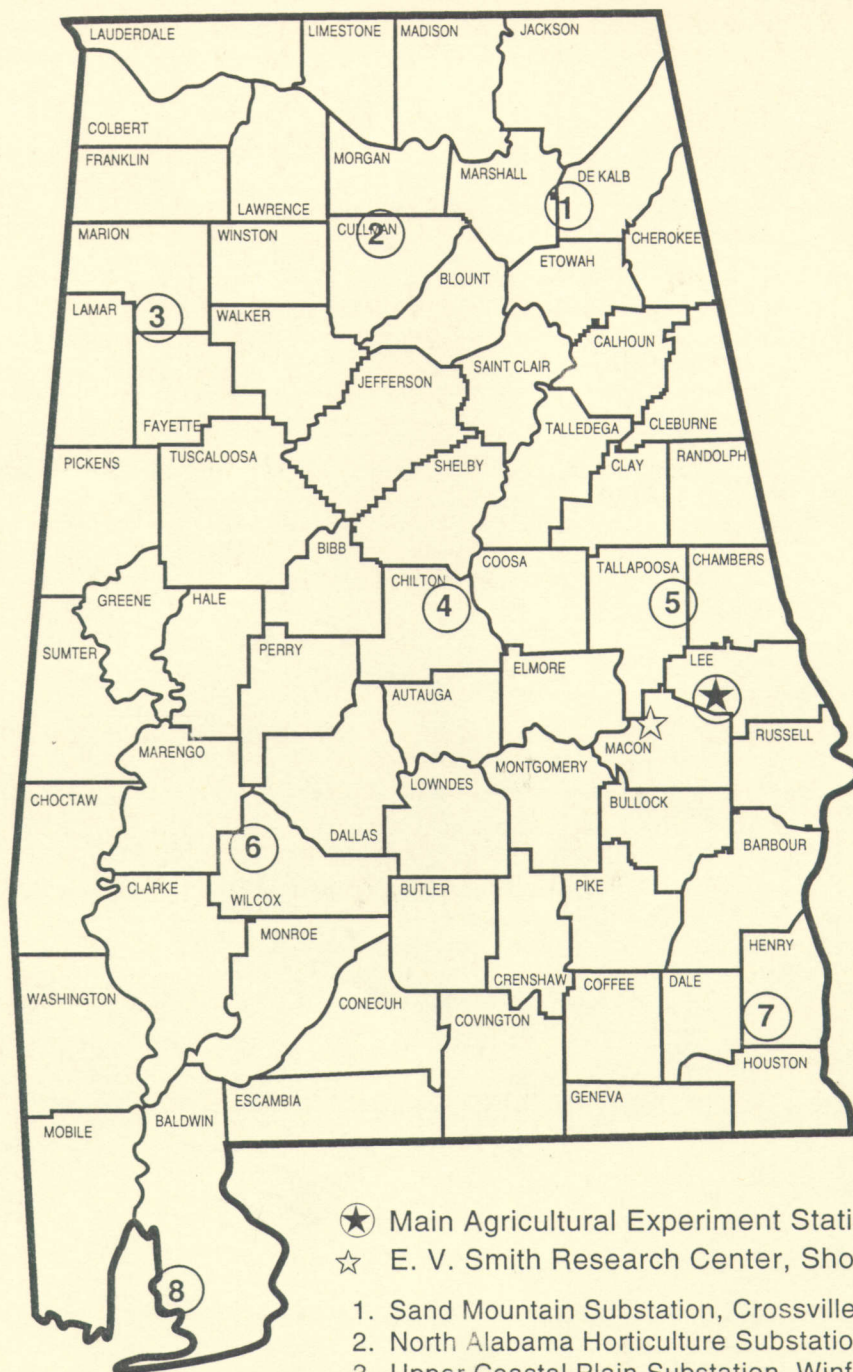 LAUDERDALE
LIMESTONE
MADISON
JACKSON
COLBERT
FRANKLIN
LAWRENCE
MORGAN
MARSHALL
DE KALB
1
MARION
WINSTON
CULLMAN
2
CHEROKEE
ETOWAH
BLOUNT
LAMAR
3
WALKER
CALHOUN
SAINT CLAIR
JEFFERSON
FAYETTE
TALLEDEGA
CLEBURNE
PICKENS
TUSCALOOSA
SHELBY
CLAY
RANDOLPH
BIBB
COOSA
TALLAPOOSA
CHAMBERS
CHILTON
4
5
GREENE
HALE
SUMTER
PERRY
ELMORE
LEE
AUTAUGA
MACON
RUSSELL
MARENGO
MONTGOMERY
LOWNDES
CHOCTAW
BULLOCK
DALLAS
6
BARBOUR
CLARKE
WILCOX
BUTLER
PIKE
MONROE
HENRY
CRENSHAW
COFFEE
DALE
WASHINGTON
CONECUH
COVINGTON
7
HOUSTON
ESCAMBIA
GENEVA
MOBILE
BALDWIN
8
Main Agricultural Experiment
E. V. Smith Research Center,
1. Sand Mountain Substation, Crossville
2. North Alabama Horticulture